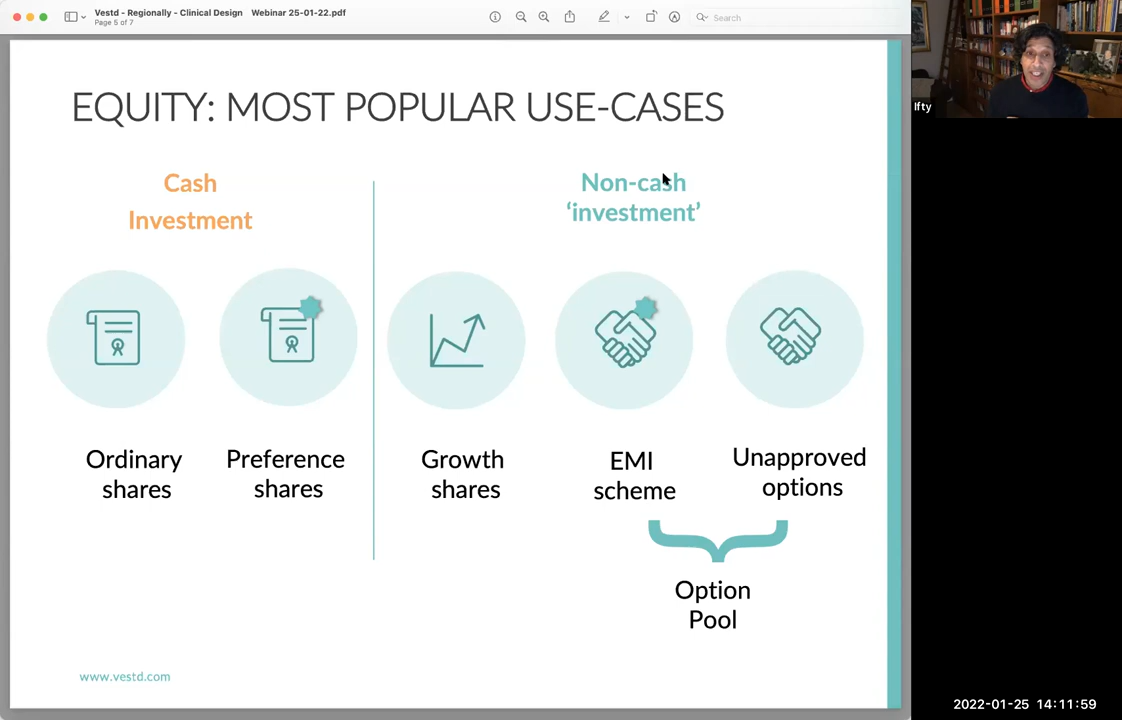 Vestd - Regionally - Clinical Design Webinar 25-01-22.pdf
Page 5 of 7
Search
Ifty
EQUITY: MOST POPULAR USE-CASES
Cash
Investment
Non-cash
‘investment’
Ordinary
shares
Preference
shares
Growth
shares
EMI
scheme
Unapproved
options
Option
Pool
www.vestd.com
2022-01-25 14:11:59